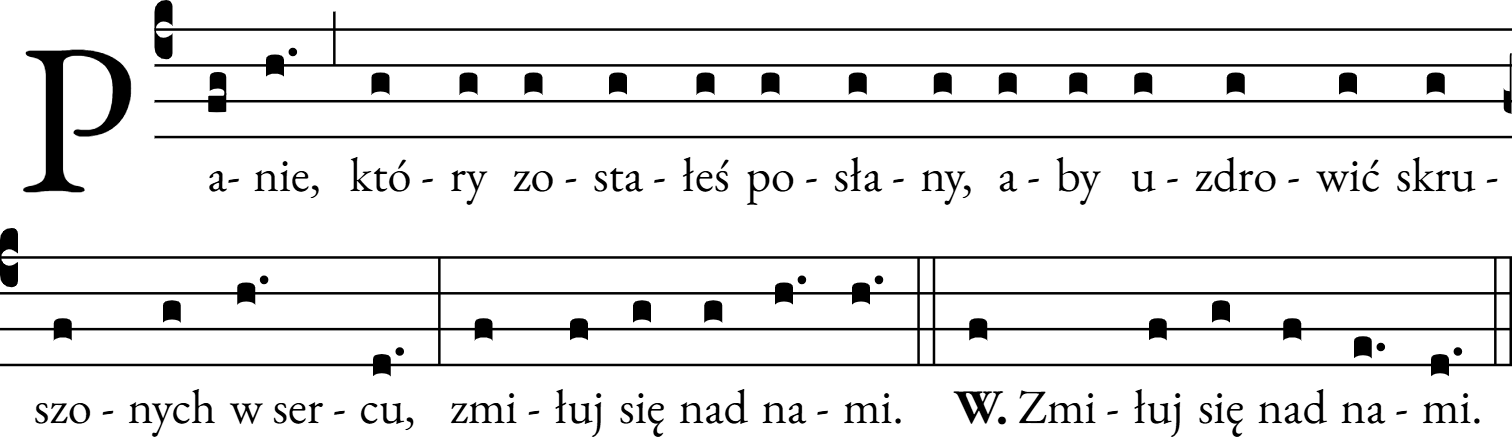 Pa- nie, któ - ry zo - sta - łeś po - sła - ny, a - by u - zdro - wić skru -
szo - nych w ser - cu, zmi - łuj się nad na - mi. W. Zmi - łuj się nad na - mi.